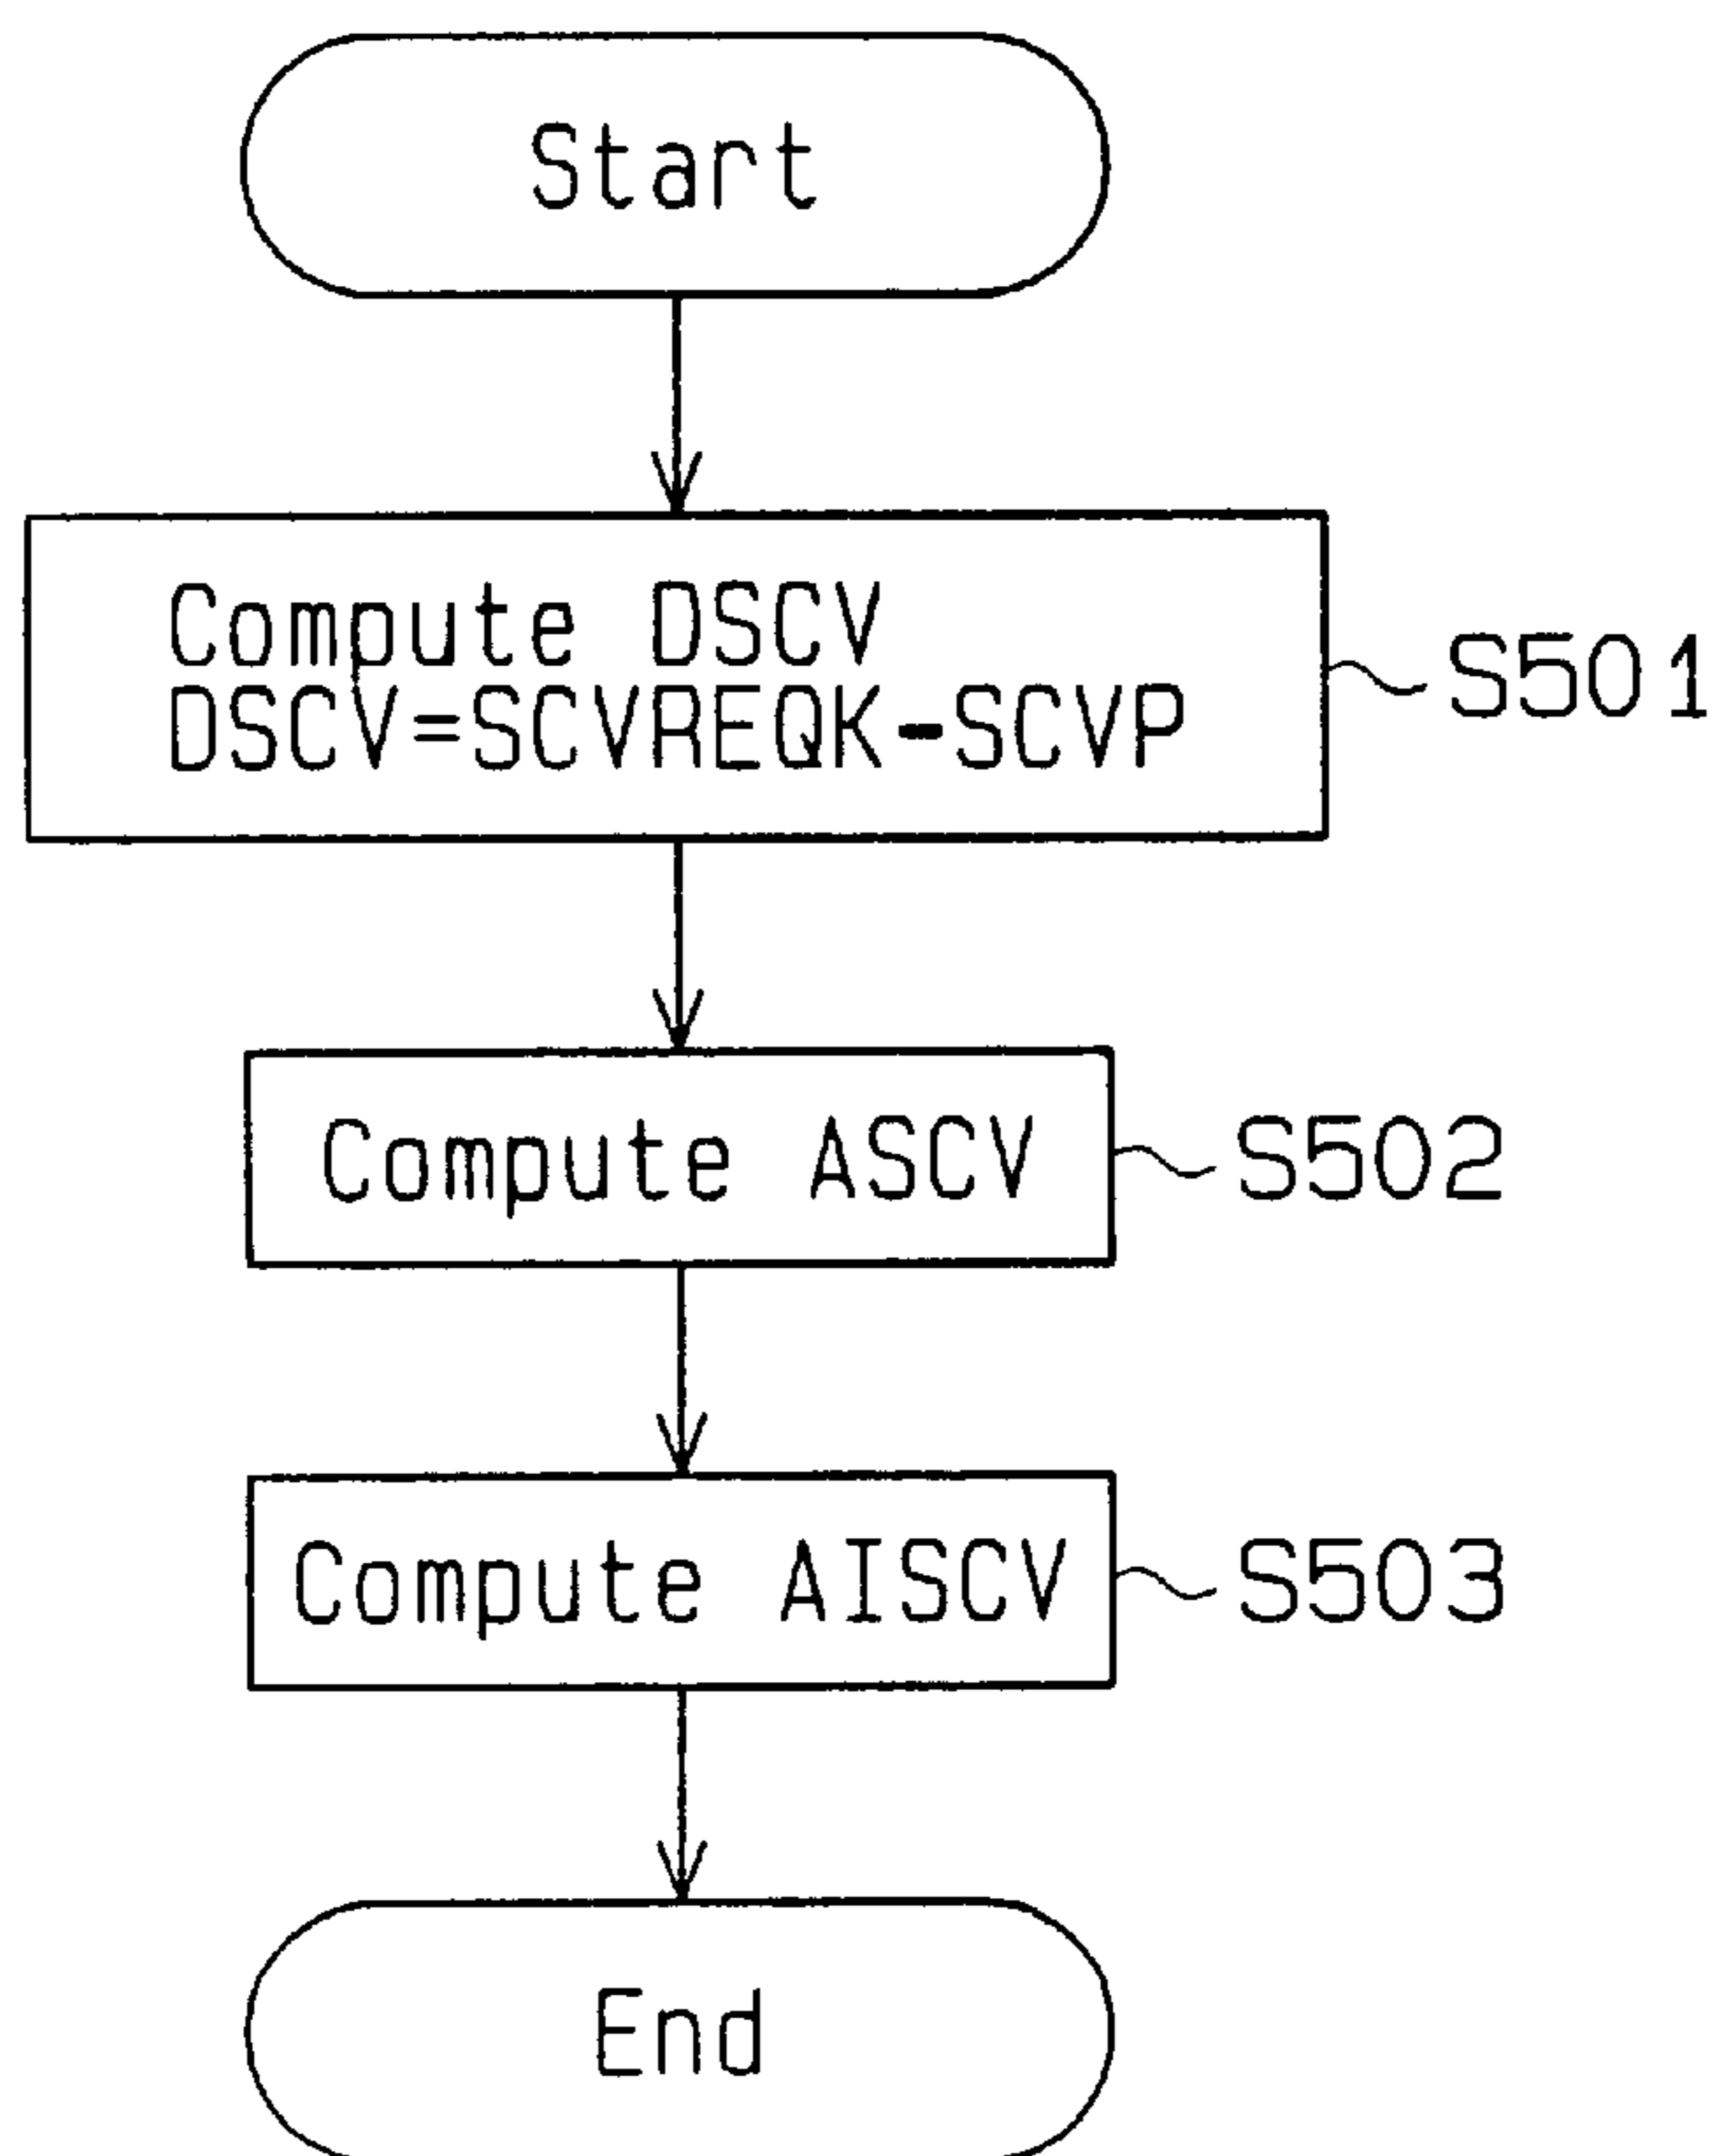 Start
Compute DSCV
DSCV=SCVREQK-SCVP
S501
Compute ASCV
S502
Compute AISCV
S503
End